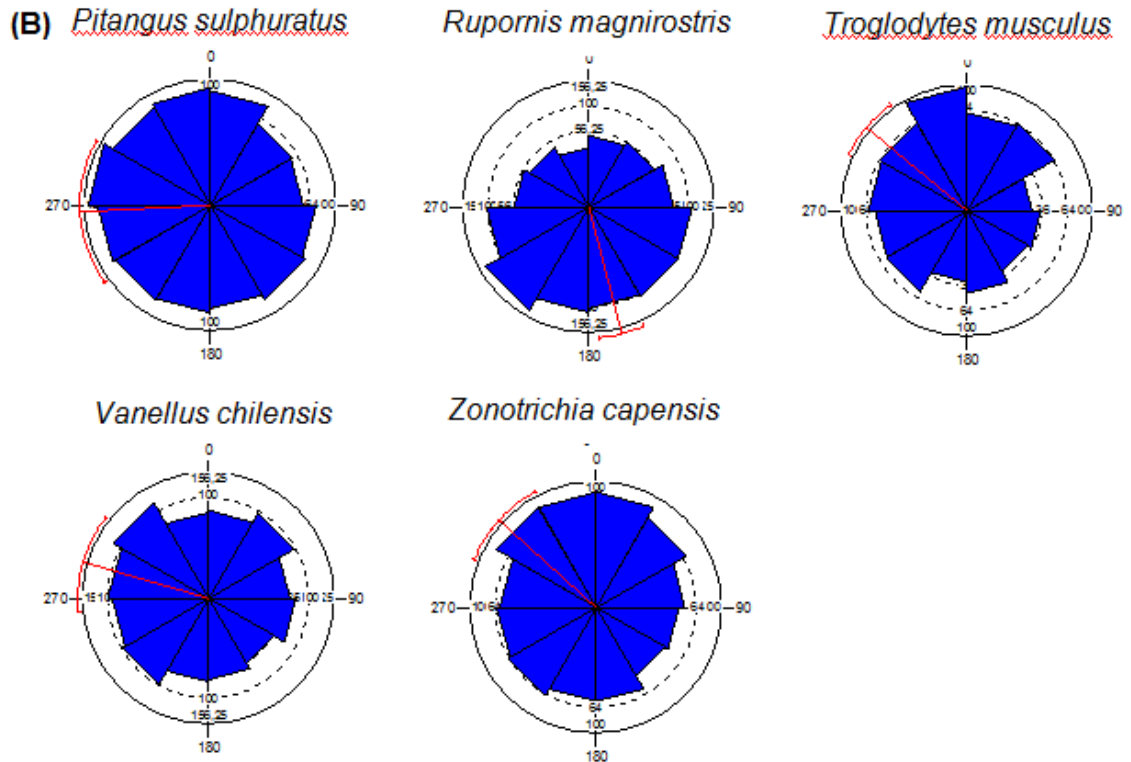 (B) Pitangus sulphuratus Rupornis magnirostris Troglodytes musculus
0 0
100 156,25
100
56,25
270 90 270 90 270 64 90
100 156,25 64
100
180 180 180
Vanellus chilensis Zonotrichia capensis
0 0
156,25 100
100
270 90 270 90
100 64
156,25 100
180 180